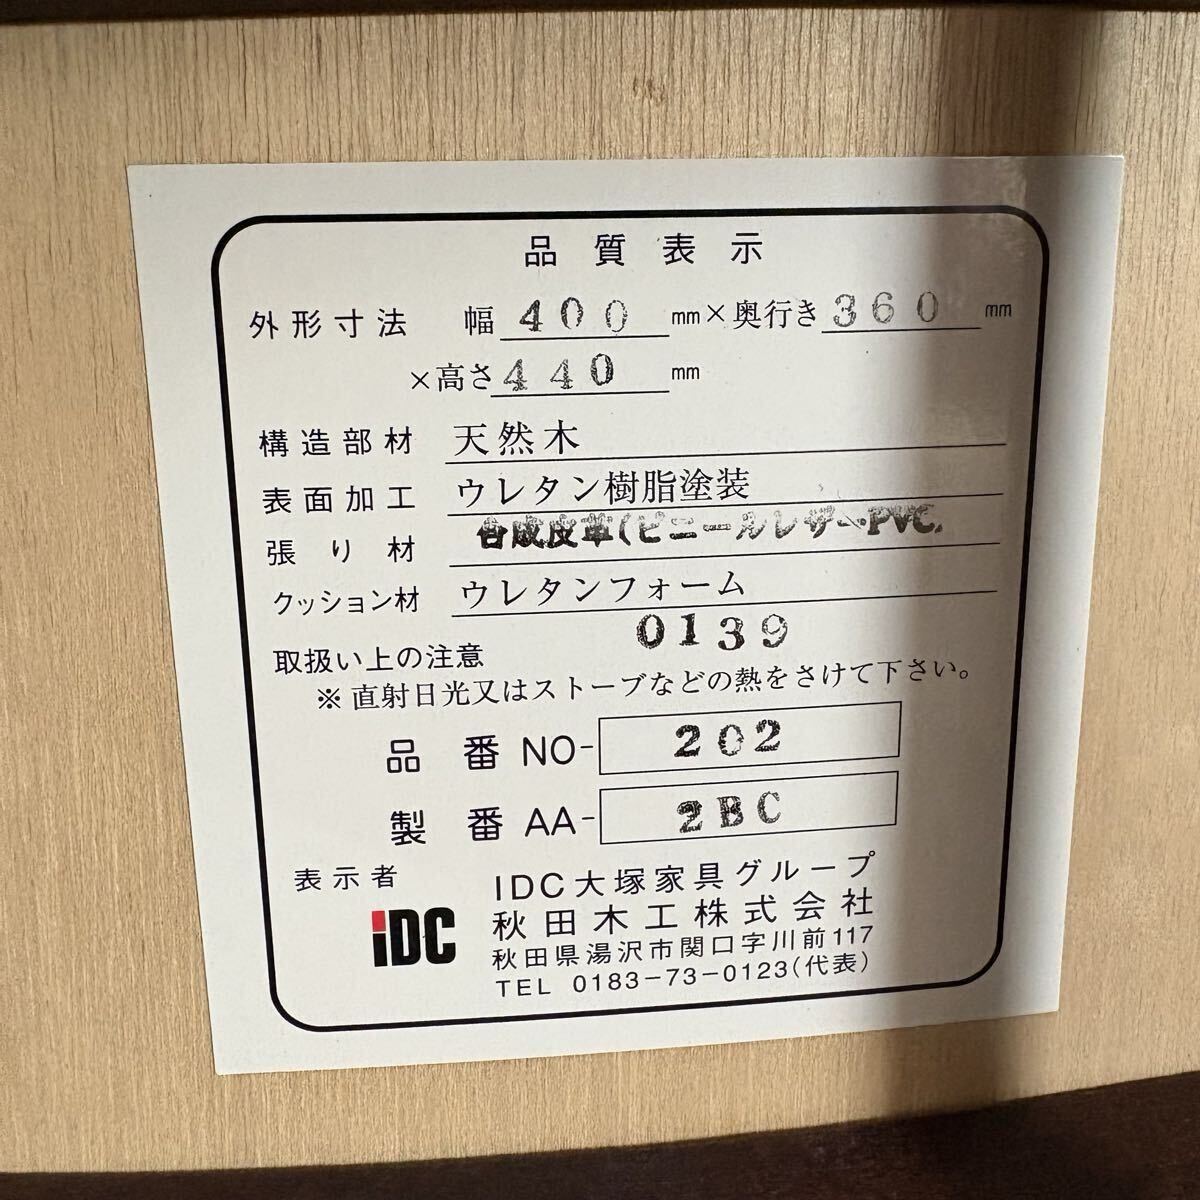 品質表示
外形寸法 幅 400 mm×奥行き 360 mm
×高さ 440 mm
構造部材 天然木
表面加工 ウレタン樹脂塗装
張り材 合成皮革(ビニールレザーPVC)
クッション材 ウレタンフォーム
0139
取扱い上の注意
※直射日光又はストーブなどの熱をさけて下さい。
品番 NO- 202
製番 AA- 2BC
表示者 IDC大塚家具グループ
iDC 秋田木工株式会社
秋田県湯沢市関口字川前117
TEL 0183-73-0123(代表)